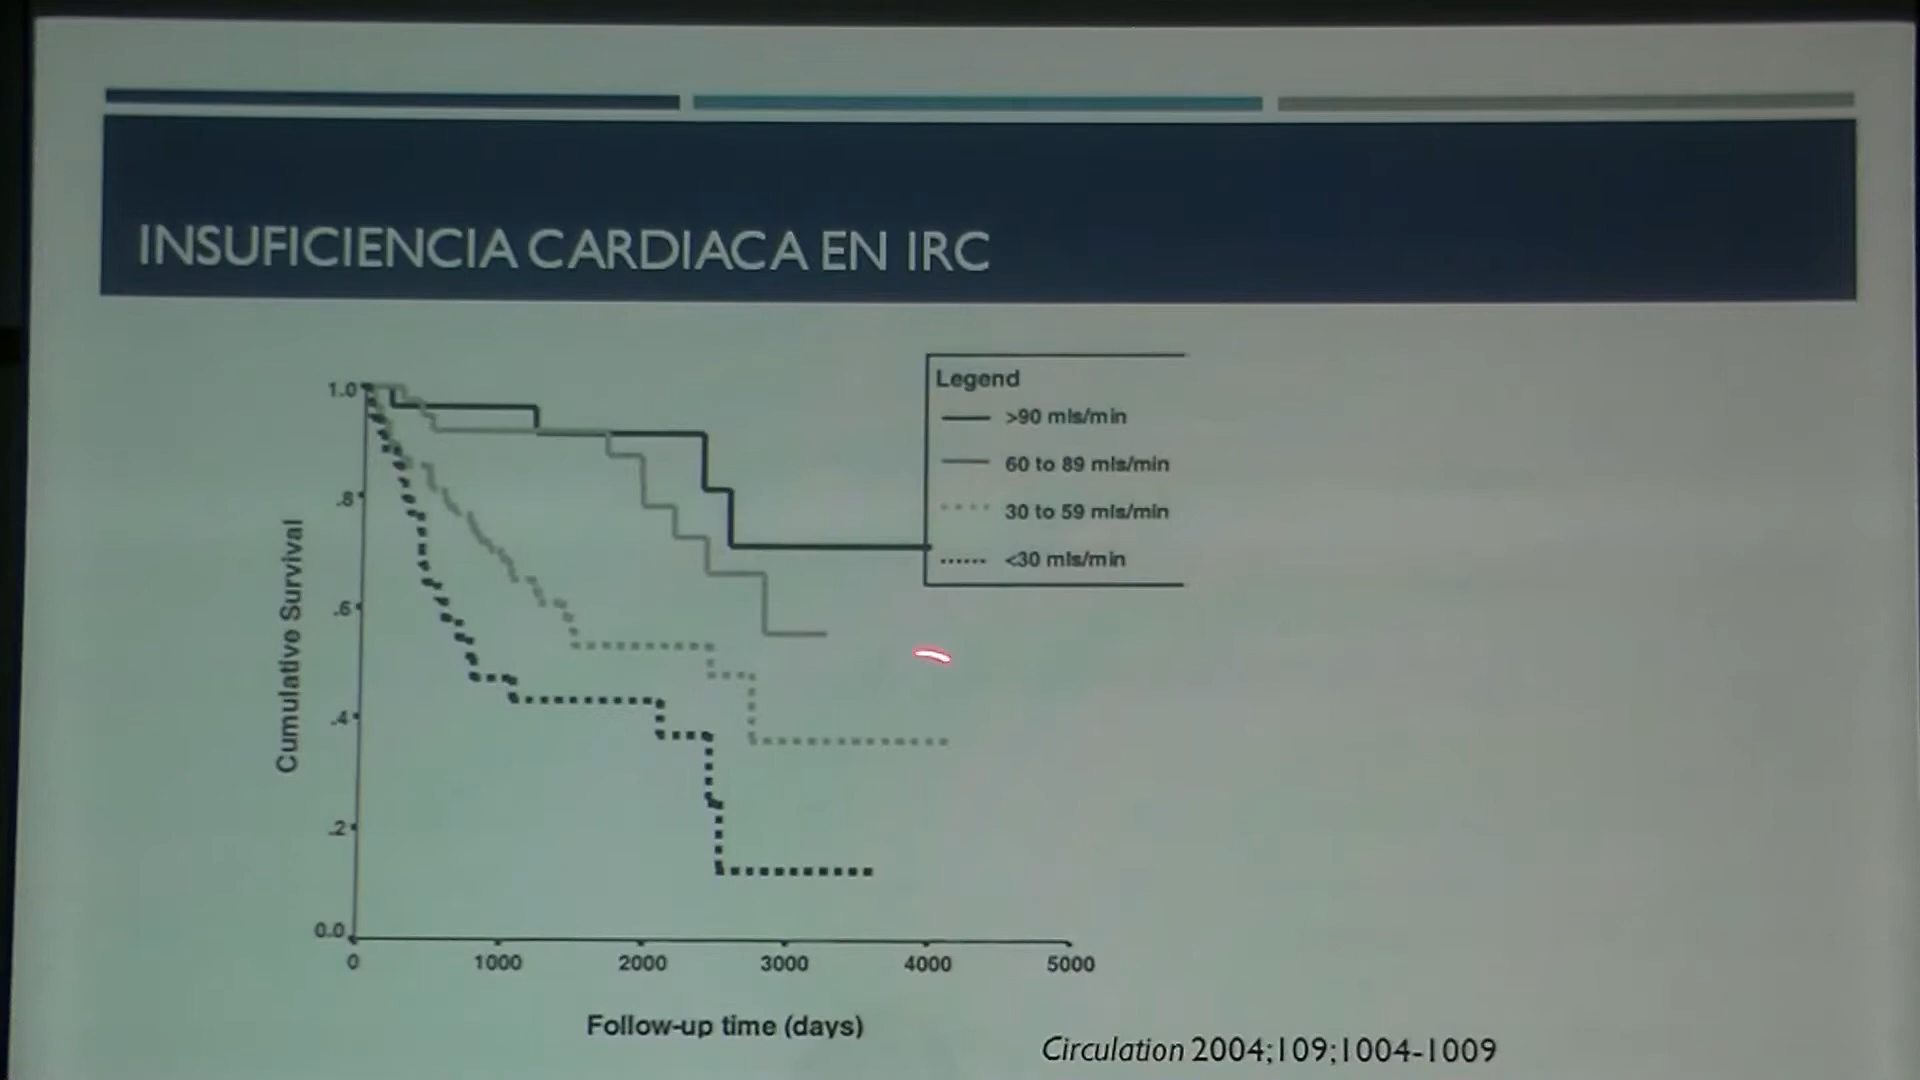 INSUFICIENCIA CARDIACA EN IRC
Legend
>90 mls/min
60 to 89 mls/min
30 to 59 mls/min
<30 mls/min
1.0
.8
.6
.4
.2
0.0
Cumulative Survival
0 1000 2000 3000 4000 5000
Follow-up time (days)
Circulation 2004;109;1004-1009